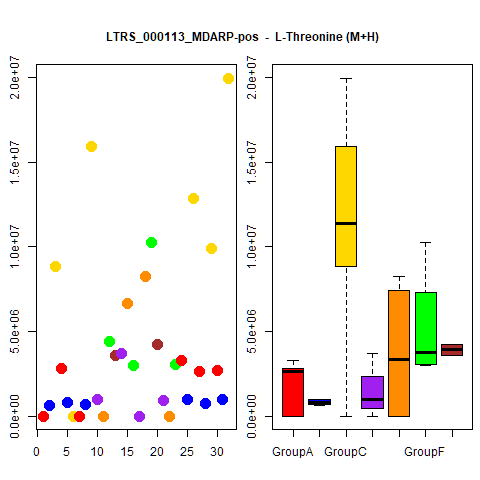 LTRS_000113_MDARP-pos - L-Threonine (M+H)
2.0e+07
1.5e+07
1.0e+07
5.0e+06
0.0e+00
0 5 10 15 20 25 30
2.0e+07
1.5e+07
1.0e+07
5.0e+06
0.0e+00
GroupA GroupC GroupF